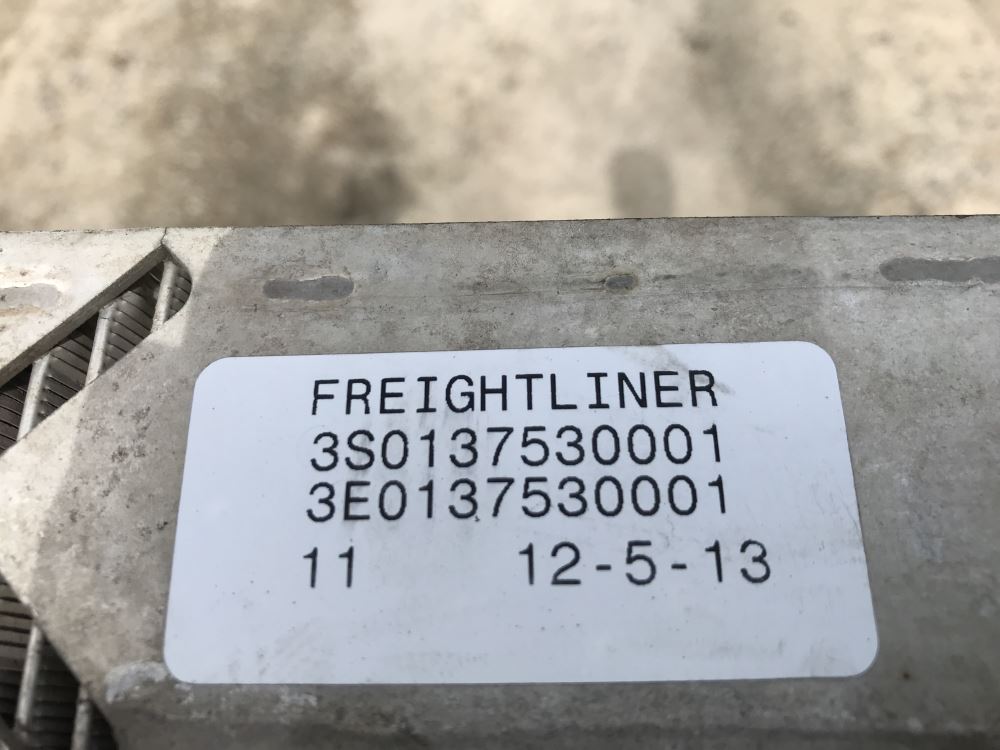 FREIGHTLINER
3S0137530001
3E0137530001
11 12-5-13